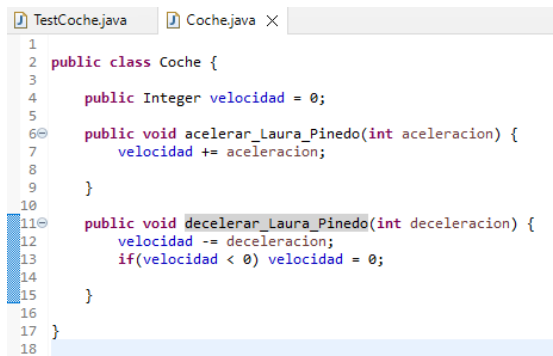 TestCoche.java Coche.java
1
2 public class Coche {
3
4 public Integer velocidad = 0;
5
6 public void acelerar_Laura_Pinedo(int aceleracion) {
7 velocidad += aceleracion;
8
9 }
10
11 public void decelerar_Laura_Pinedo(int deceleracion) {
12 velocidad -= deceleracion;
13 if(velocidad < 0) velocidad = 0;
14
15 }
16
17 }
18